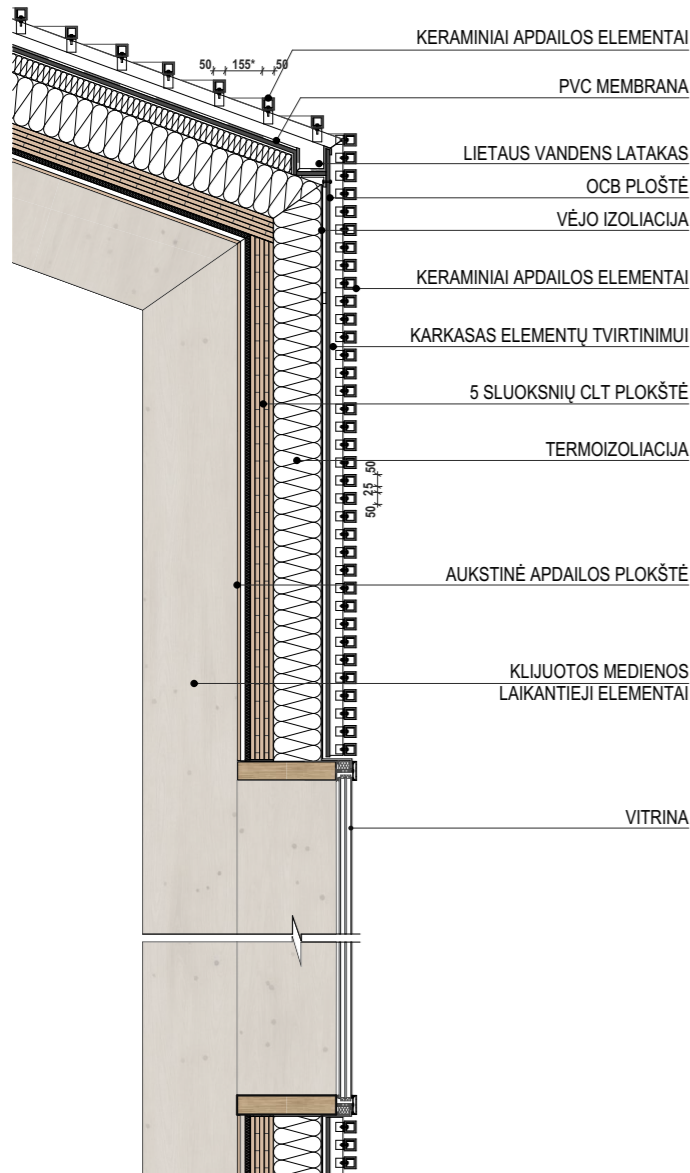 KERAMINIAI APDAILOS ELEMENTAI
50 155* 50
PVC MEMBRANA
LIETAUS VANDENS LATAKAS
OCB PLOŠTĖ
VĖJO IZOLIACIJA
KERAMINIAI APDAILOS ELEMENTAI
KARKASAS ELEMENTŲ TVIRTINIMUI
5 SLUOKSNIŲ CLT PLOKŠTĖ
TERMOIZOLIACIJA
50 25 50
AUKSTINĖ APDAILOS PLOKŠTĖ
KLIJUOTOS MEDIENOS
LAIKANTIEJI ELEMENTAI
VITRINA